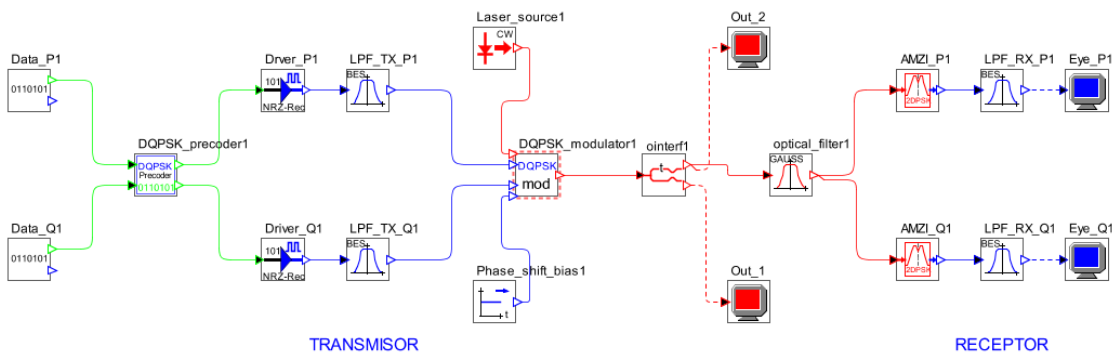 Laser_source1
CW
Out_2
Data_P1
0110101
Drver_P1
101
NRZ-Rec
LPF_TX_P1
BES
AMZI_P1
2DPSK
LPF_RX_P1
BES
Eye_P1
DQPSK_precoder1
DQPSK
Precoder
0110101
DQPSK_modulator1
DQPSK
mod
ointerf1
t
optical_filter1
GAUSS
Data_Q1
0110101
Driver_Q1
101
NRZ-Rec
LPF_TX_Q1
BES
Phase_shift_bias1
t
Out_1
AMZI_Q1
2DPSK
LPF_RX_Q1
BES
Eye_Q1
TRANSMISOR
RECEPTOR